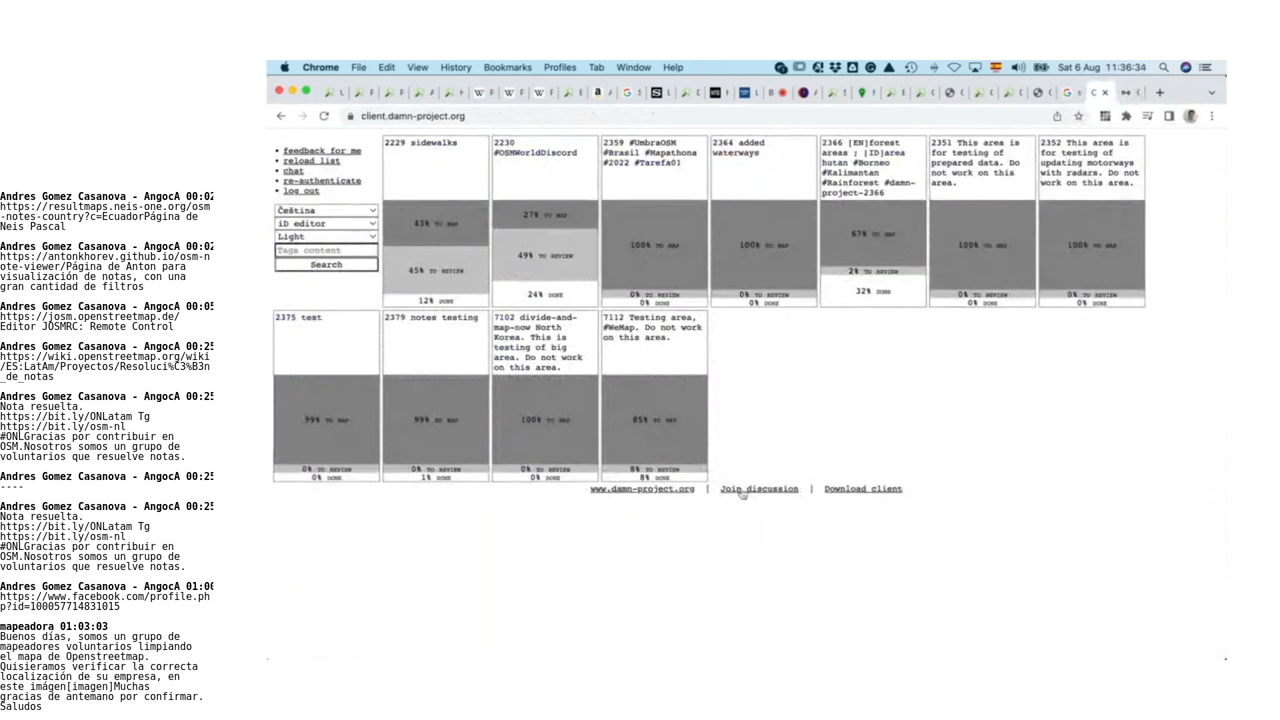 Andres Gomez Casanova - AngocA 00:02
https://resultmaps.neis-one.org/osm
-notes-country?c=EcuadorPágina de
Neis Pascal
Andres Gomez Casanova - AngocA 00:02
https://antonkhorev.github.io/osm-n
ote-viewer/Página de Anton para
visualización de notas, con una
gran cantidad de filtros
Andres Gomez Casanova - AngocA 00:05
https://josm.openstreetmap.de/
Editor JOSMRC: Remote Control
Andres Gomez Casanova - AngocA 00:25
https://wiki.openstreetmap.org/wiki
/ES:LatAm/Proyectos/Resoluci%C3%B3n
_de_notas
Andres Gomez Casanova - AngocA 00:25
Nota resuelta.
https://bit.ly/ONLatam Tg
https://bit.ly/osm-nl
#ONLGracias por contribuir en
OSM.Nosotros somos un grupo de
voluntarios que resuelve notas.
Andres Gomez Casanova - AngocA 00:25
----
Andres Gomez Casanova - AngocA 00:25
Nota resuelta.
https://bit.ly/ONLatam Tg
https://bit.ly/osm-nl
#ONLGracias por contribuir en
OSM.Nosotros somos un grupo de
voluntarios que resuelve notas.
Andres Gomez Casanova - AngocA 01:00
https://www.facebook.com/profile.ph
p?id=100057714831015
mapeadora 01:03:03
Buenos días, somos un grupo de
mapeadores voluntarios limpiando
el mapa de Openstreetmap.
Quisieramos verificar la correcta
localización de su empresa, en
este imágen[imagen]Muchas
gracias de antemano por confirmar.
Saludos
Chrome File Edit View History Bookmarks Profiles Tab Window Help Sat 6 Aug 11:36:34
client.damn-project.org
• feedback for me
• reload list
• chat
• re-authenticate
• log out
Čeština
iD editor
Light
Tags content
Search
2229 sidewalks
43% TO MAP
45% TO REVIEW
12% DONE
2230
#OSMWorldDiscord
27% TO MAP
49% TO REVIEW
24% DONE
2359 #UmbraOSM
#Brasil #Mapathona
#2022 #Tarefa01
100% TO MAP
0% TO REVIEW
0% DONE
2364 added
waterways
100% TO MAP
0% TO REVIEW
0% DONE
2366 [EN]forest
areas ; [ID]area
hutan #Borneo
#Kalimantan
#Rainforest #damn-
project-2366
67% TO MAP
2% TO REVIEW
32% DONE
2351 This area is
for testing of
prepared data. Do
not work on this
area.
100% TO MAP
0% TO REVIEW
0% DONE
2352 This area is
for testing of
updating motorways
with radars. Do not
work on this area.
100% TO MAP
0% TO REVIEW
0% DONE
2375 test
99% TO MAP
0% TO REVIEW
0% DONE
2379 notes testing
99% TO MAP
0% TO REVIEW
1% DONE
7102 divide-and-
map-now North
Korea. This is
testing of big
area. Do not work
on this area.
100% TO MAP
0% TO REVIEW
0% DONE
7112 Testing area,
#WeMap. Do not work
on this area.
85% TO MAP
8% TO REVIEW
8% DONE
www.damn-project.org | Join discussion | Download client